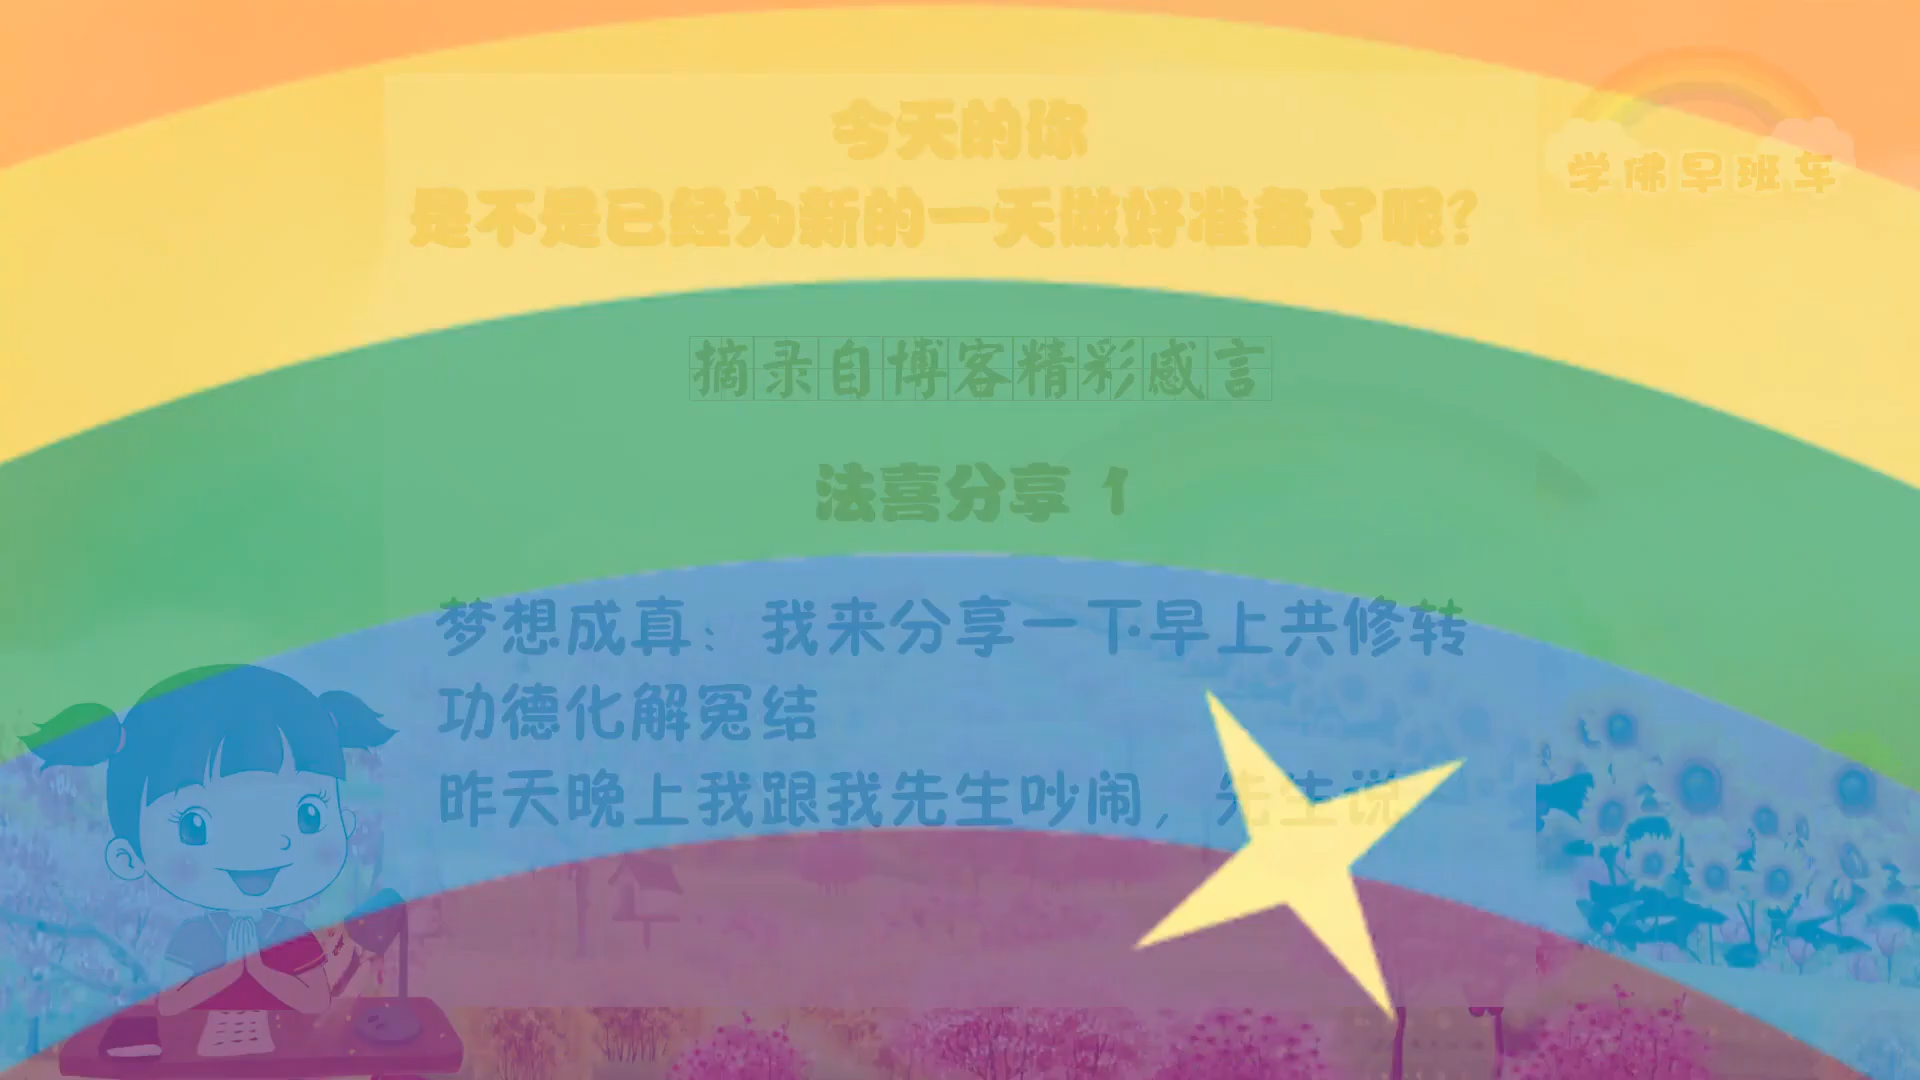 今天的你
学佛早班车
是不是已经为新的一天做好准备了呢?
摘录自博客精彩感言
法喜分享 1
梦想成真：我来分享一下早上共修转
功德化解冤结
昨天晚上我跟我先生吵闹，先生说